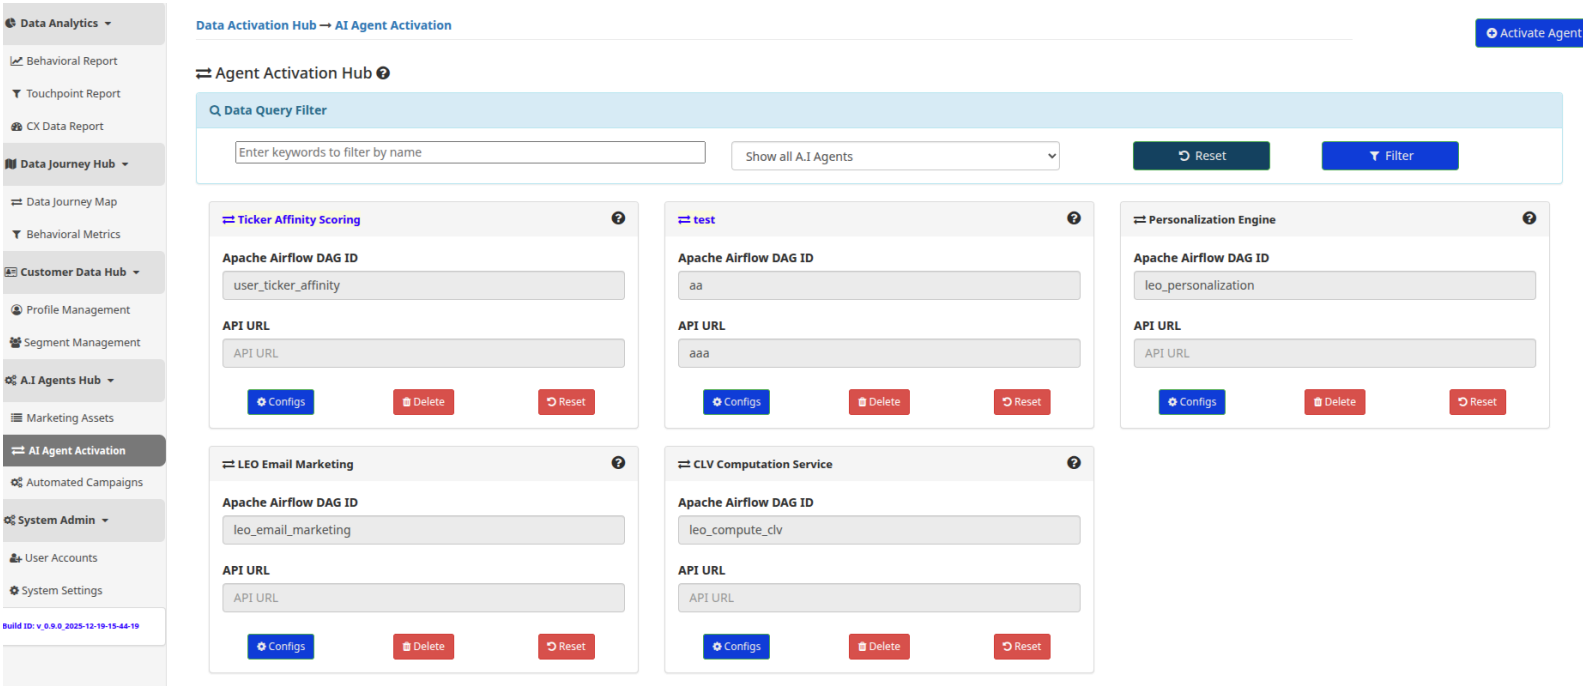 Data Analytics
Behavioral Report
Touchpoint Report
CX Data Report
Data Journey Hub
Data Journey Map
Behavioral Metrics
Customer Data Hub
Profile Management
Segment Management
A.I Agents Hub
Marketing Assets
AI Agent Activation
Automated Campaigns
System Admin
User Accounts
System Settings
Build ID: v_0.9.0_2025-12-19-15-44-19
Data Activation Hub → AI Agent Activation
Activate Agent
Agent Activation Hub
Data Query Filter
Enter keywords to filter by name
Show all A.I Agents
Reset
Filter
Ticker Affinity Scoring
Apache Airflow DAG ID
user_ticker_affinity
API URL
API URL
Configs Delete Reset
test
Apache Airflow DAG ID
aa
API URL
aaa
Configs Delete Reset
Personalization Engine
Apache Airflow DAG ID
leo_personalization
API URL
API URL
Configs Delete Reset
LEO Email Marketing
Apache Airflow DAG ID
leo_email_marketing
API URL
API URL
Configs Delete Reset
CLV Computation Service
Apache Airflow DAG ID
leo_compute_clv
API URL
API URL
Configs Delete Reset